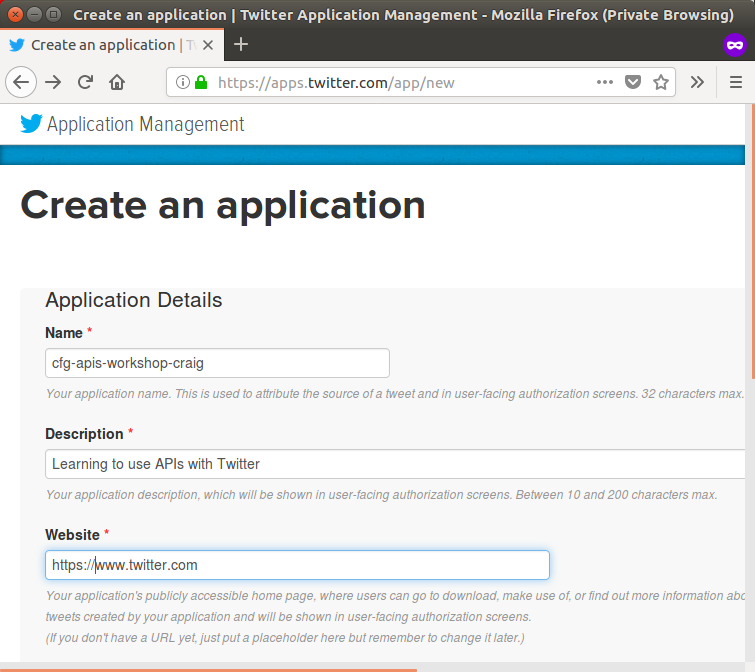 Create an application | Twitter Application Management - Mozilla Firefox (Private Browsing)
Create an application | Tw
https://apps.twitter.com/app/new
Application Management
Create an application
Application Details
Name *
cfg-apis-workshop-craig
Your application name. This is used to attribute the source of a tweet and in user-facing authorization screens. 32 characters max.
Description *
Learning to use APIs with Twitter
Your application description, which will be shown in user-facing authorization screens. Between 10 and 200 characters max.
Website *
https://www.twitter.com
Your application's publicly accessible home page, where users can go to download, make use of, or find out more information abo
tweets created by your application and will be shown in user-facing authorization screens.
(If you don't have a URL yet, just put a placeholder here but remember to change it later.)